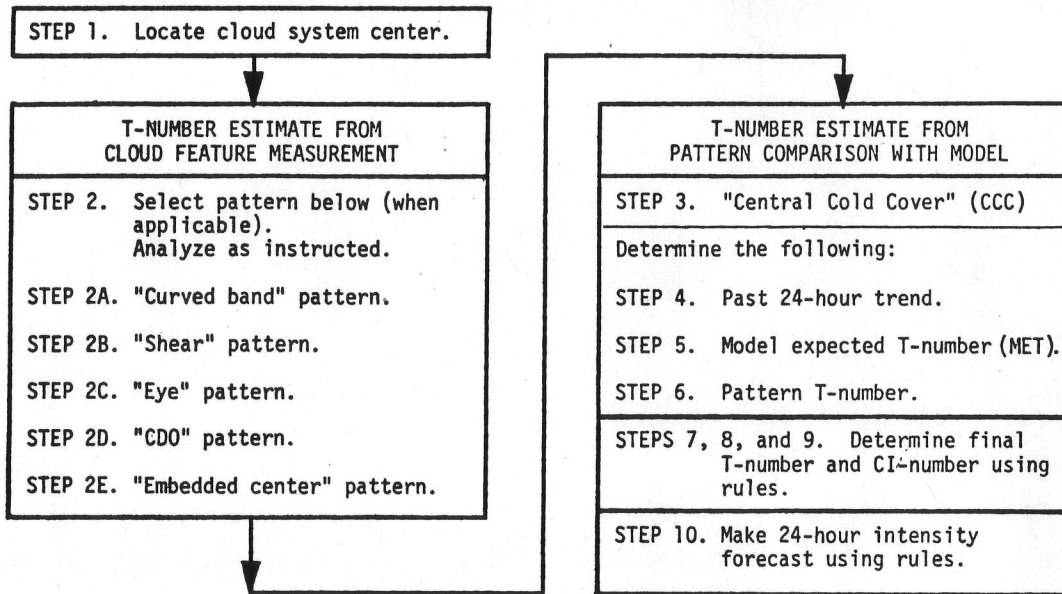 STEP 1. Locate cloud system center.
T-NUMBER ESTIMATE FROM
CLOUD FEATURE MEASUREMENT
STEP 2. Select pattern below (when
applicable).
Analyze as instructed.
STEP 2A. "Curved band" pattern.
STEP 2B. "Shear" pattern.
STEP 2C. "Eye" pattern.
STEP 2D. "CDO" pattern.
STEP 2E. "Embedded center" pattern.
T-NUMBER ESTIMATE FROM
PATTERN COMPARISON WITH MODEL
STEP 3. "Central Cold Cover" (CCC)
Determine the following:
STEP 4. Past 24-hour trend.
STEP 5. Model expected T-number (MET).
STEP 6. Pattern T-number.
STEPS 7, 8, and 9. Determine final
T-number and CI-number using
rules.
STEP 10. Make 24-hour intensity
forecast using rules.